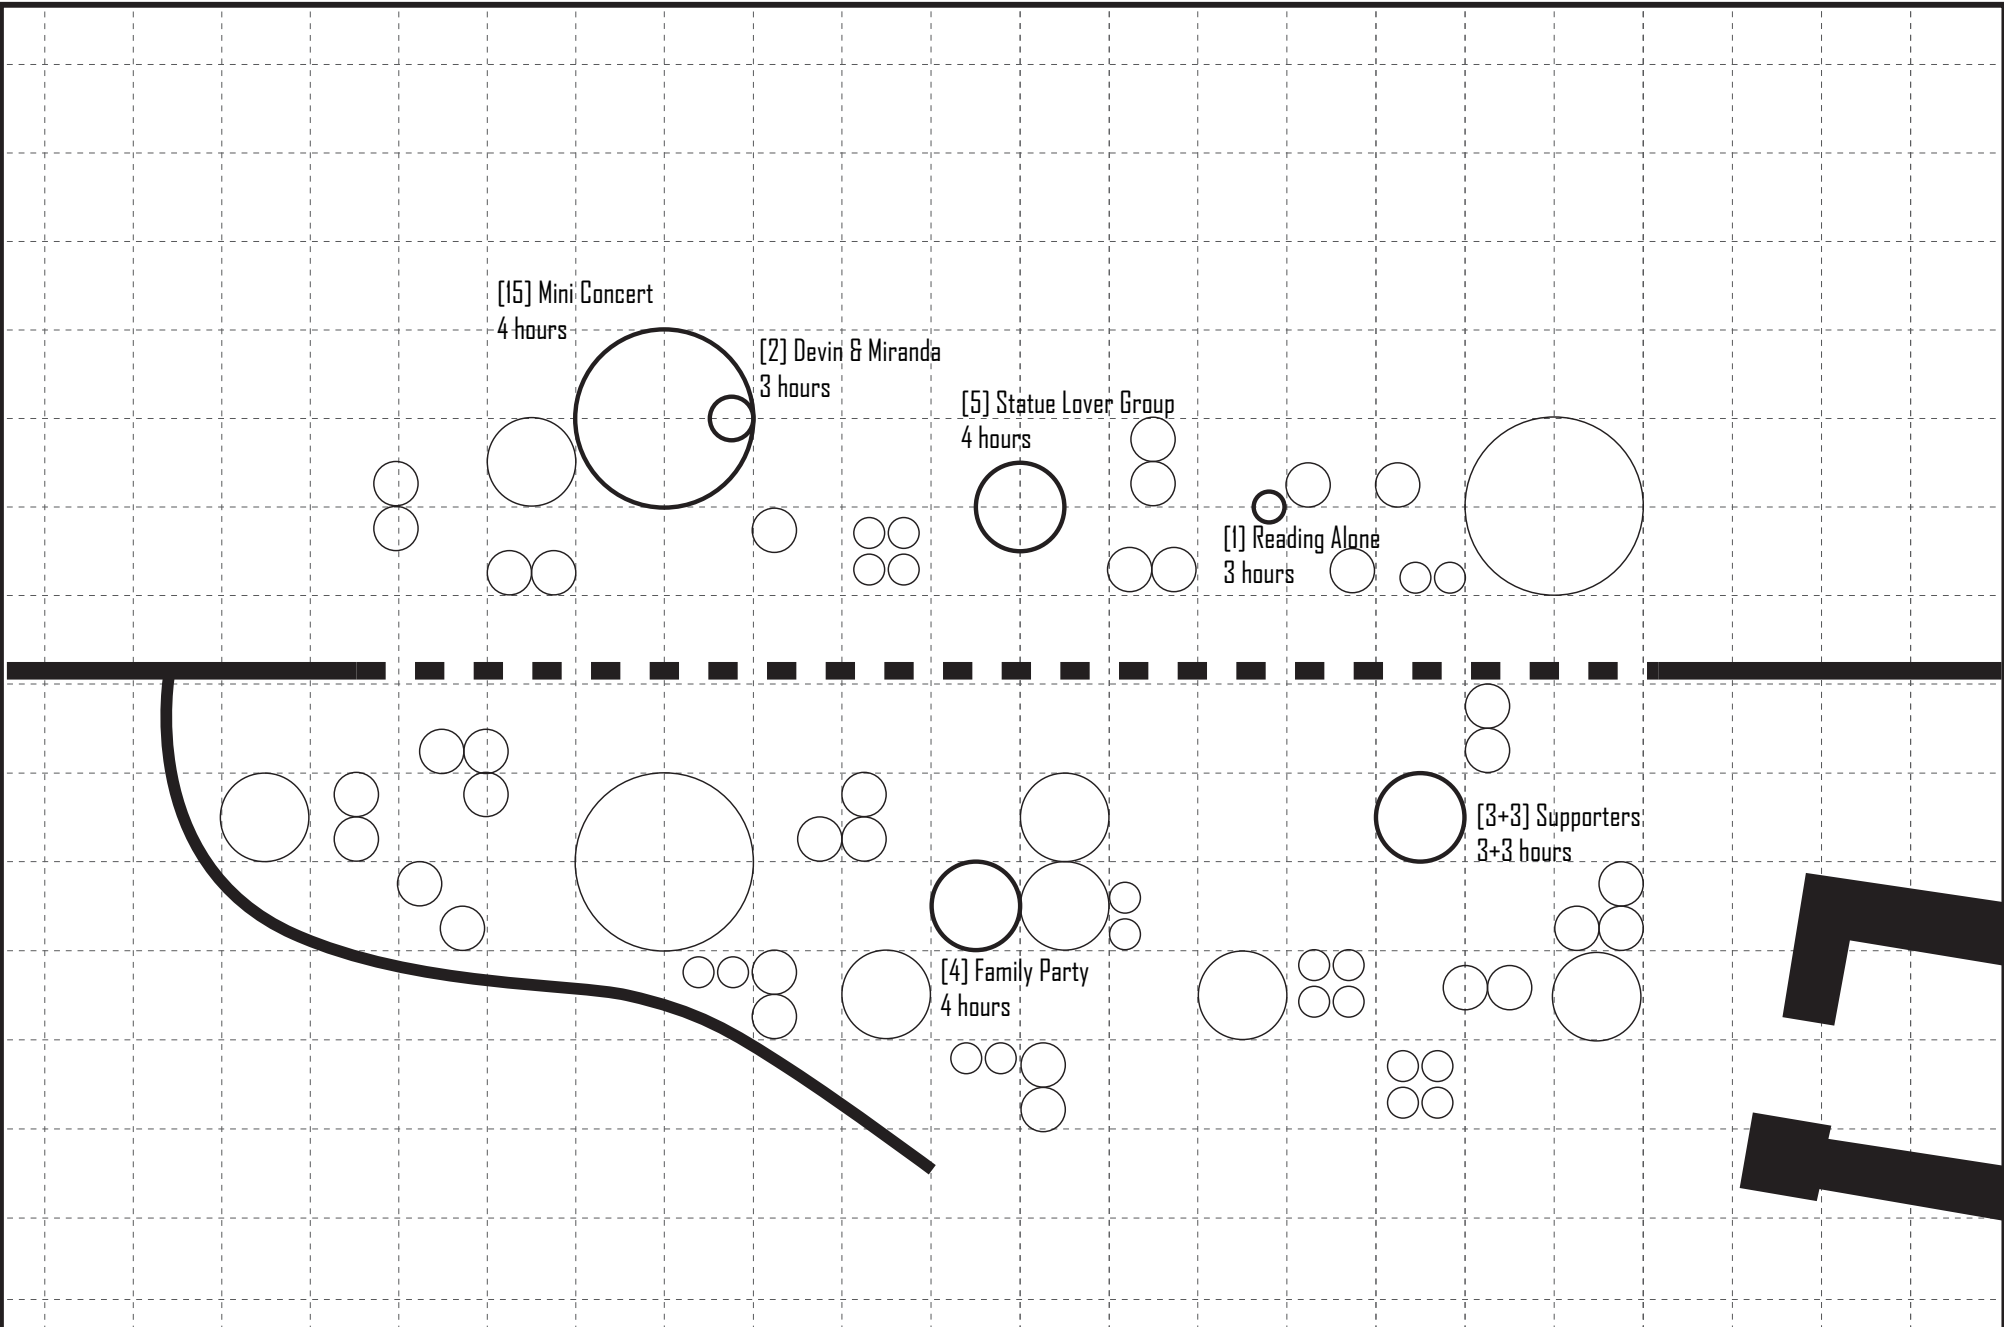 [15] Mini Concert
4 hours
[2] Devin & Miranda
3 hours
[5] Statue Lover Group
4 hours
[1] Reading Alone
3 hours
[3+3] Supporters
3+3 hours
[4] Family Party
4 hours